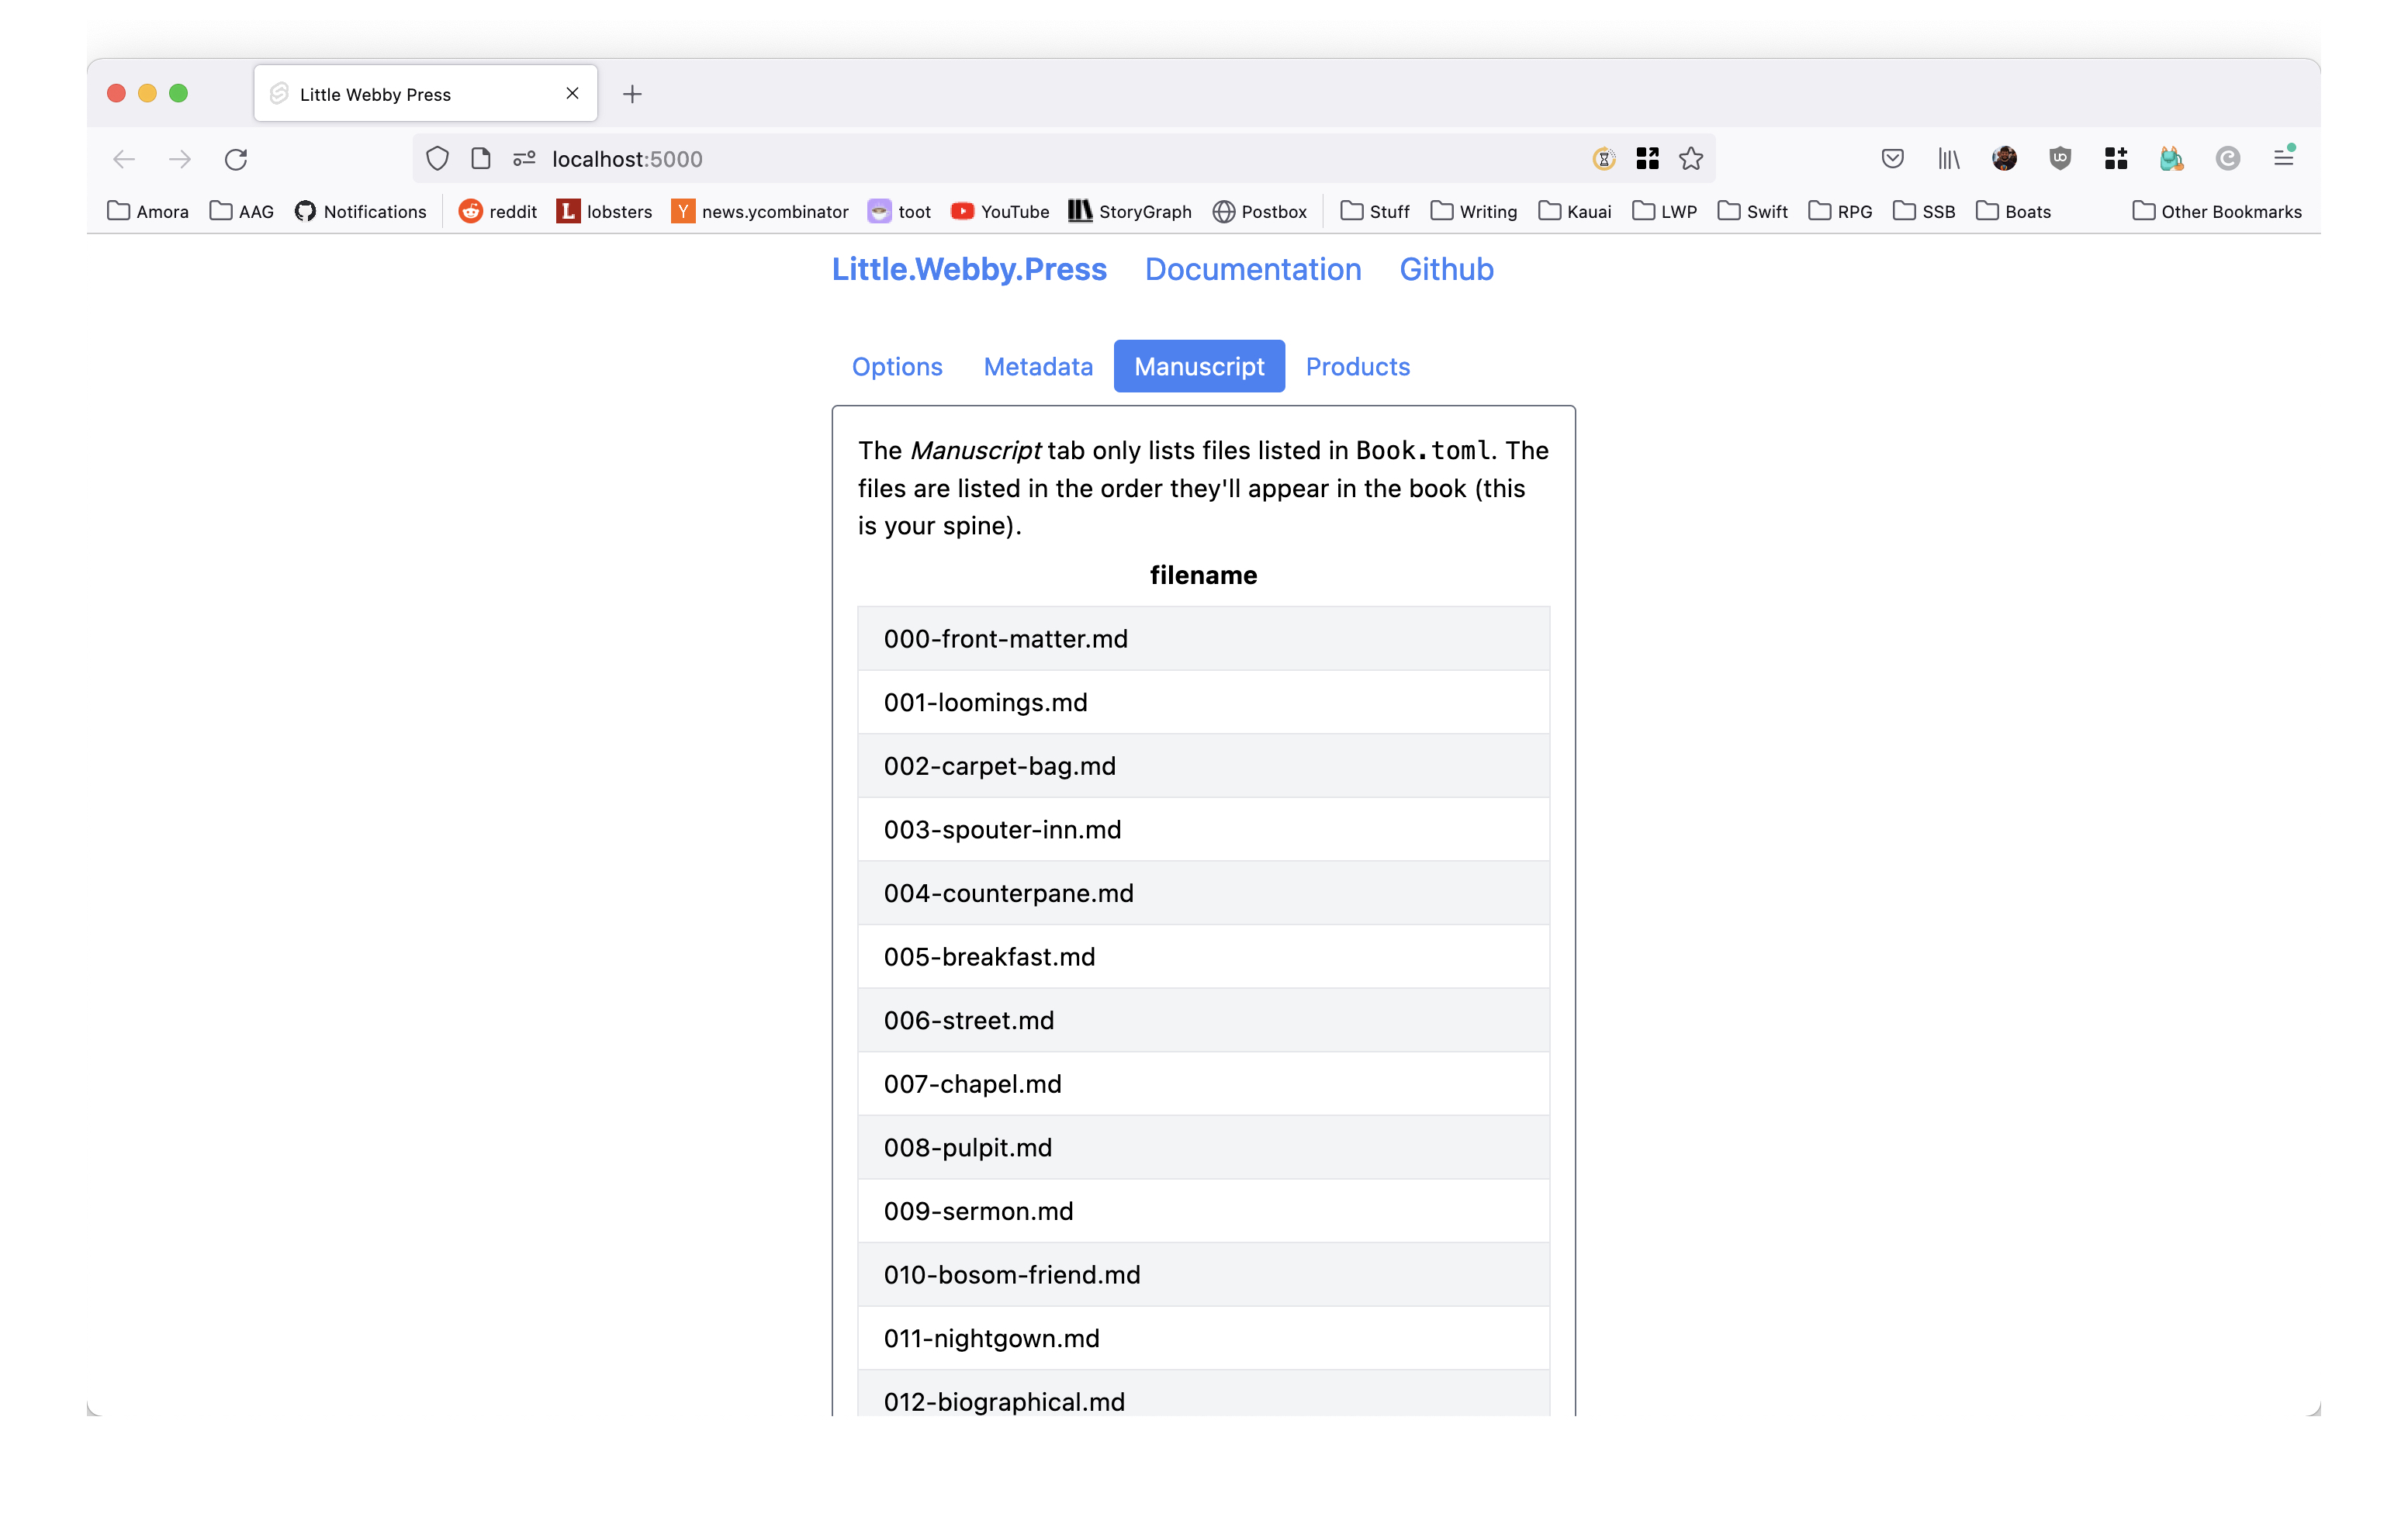 Little Webby Press
localhost:5000
Amora AAG Notifications reddit lobsters news.ycombinator toot YouTube StoryGraph Postbox Stuff Writing Kauai LWP Swift RPG SSB Boats Other Bookmarks
Little.Webby.Press Documentation Github
Options Metadata Manuscript Products
The Manuscript tab only lists files listed in Book.toml. The
files are listed in the order they'll appear in the book (this
is your spine).
filename
000-front-matter.md
001-loomings.md
002-carpet-bag.md
003-spouter-inn.md
004-counterpane.md
005-breakfast.md
006-street.md
007-chapel.md
008-pulpit.md
009-sermon.md
010-bosom-friend.md
011-nightgown.md
012-biographical.md